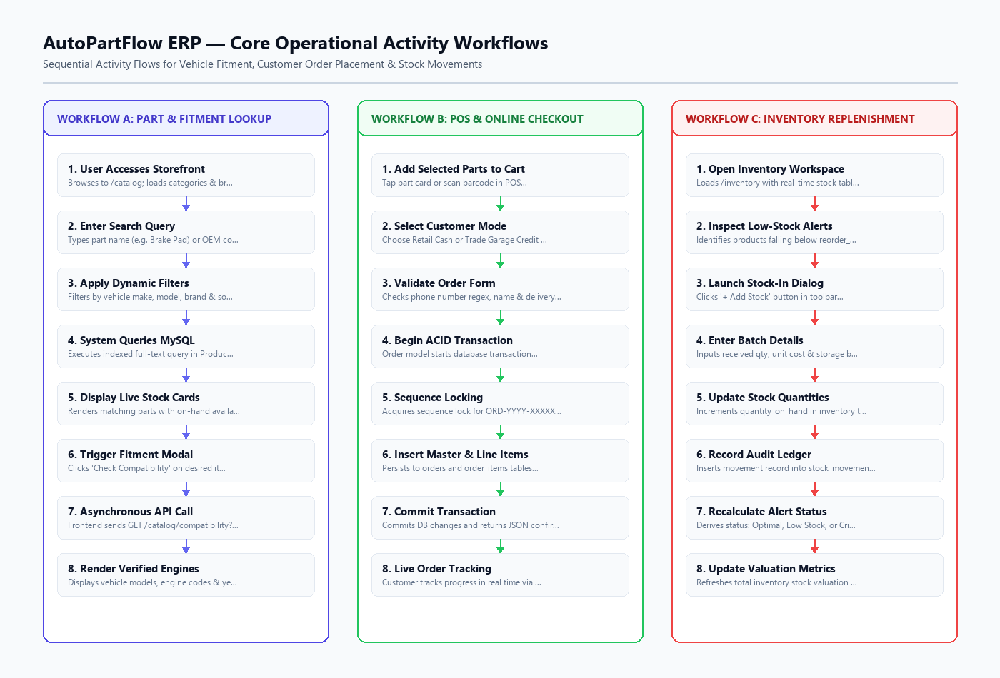 AutoPartFlow ERP — Core Operational Activity Workflows
Sequential Activity Flows for Vehicle Fitment, Customer Order Placement & Stock Movements
WORKFLOW A: PART & FITMENT LOOKUP
1. User Accesses Storefront
Browses to /catalog; loads categories & br...
2. Enter Search Query
Types part name (e.g. Brake Pad) or OEM co...
3. Apply Dynamic Filters
Filters by vehicle make, model, brand & so...
4. System Queries MySQL
Executes indexed full-text query in Produc...
5. Display Live Stock Cards
Renders matching parts with on-hand availa...
6. Trigger Fitment Modal
Clicks 'Check Compatibility' on desired it...
7. Asynchronous API Call
Frontend sends GET /catalog/compatibility?...
8. Render Verified Engines
Displays vehicle models, engine codes & ye...
WORKFLOW B: POS & ONLINE CHECKOUT
1. Add Selected Parts to Cart
Tap part card or scan barcode in POS...
2. Select Customer Mode
Choose Retail Cash or Trade Garage Credit ...
3. Validate Order Form
Checks phone number regex, name & delivery...
4. Begin ACID Transaction
Order model starts database transaction...
5. Sequence Locking
Acquires sequence lock for ORD-YYYY-XXXXX...
6. Insert Master & Line Items
Persists to orders and order_items tables...
7. Commit Transaction
Commits DB changes and returns JSON confir...
8. Live Order Tracking
Customer tracks progress in real time via ...
WORKFLOW C: INVENTORY REPLENISHMENT
1. Open Inventory Workspace
Loads /inventory with real-time stock tabl...
2. Inspect Low-Stock Alerts
Identifies products falling below reorder_...
3. Launch Stock-In Dialog
Clicks '+ Add Stock' button in toolbar...
4. Enter Batch Details
Inputs received qty, unit cost & storage b...
5. Update Stock Quantities
Increments quantity_on_hand in inventory t...
6. Record Audit Ledger
Inserts movement record into stock_movemen...
7. Recalculate Alert Status
Derives status: Optimal, Low Stock, or Cri...
8. Update Valuation Metrics
Refreshes total inventory stock valuation ...